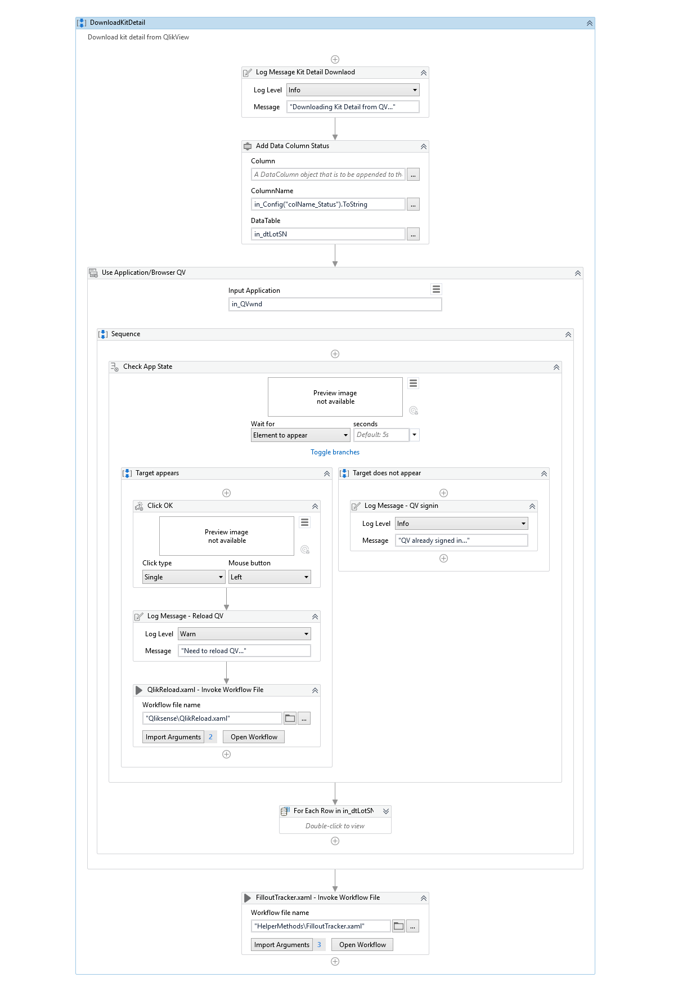 DownloadKitDetail
Download kit detail from QlikView
Log Message Kit Detail Downlaod
Log Level Info
Message "Downloading Kit Detail from QV..."
Add Data Column Status
Column
A DataColumn object that is to be appended to th ...
ColumnName
in_Config("colName_Status").ToString ...
DataTable
in_dtLotSN ...
Use Application/Browser QV
Input Application
in_QVwnd
Sequence
Check App State
Preview image
not available
Wait for seconds
Element to appear Default: 5s
Toggle branches
Target appears
Click OK
Preview image
not available
Click type Mouse button
Single Left
Log Message - Reload QV
Log Level Warn
Message "Need to reload QV..."
QlikReload.xaml - Invoke Workflow File
Workflow file name
"Qliksense\QlikReload.xaml" ...
Import Arguments 2 Open Workflow
Target does not appear
Log Message - QV signin
Log Level Info
Message "QV already signed in..."
For Each Row in in_dtLotSN
Double-click to view
FilloutTracker.xaml - Invoke Workflow File
Workflow file name
"HelperMethods\FilloutTracker.xaml" ...
Import Arguments 3 Open Workflow